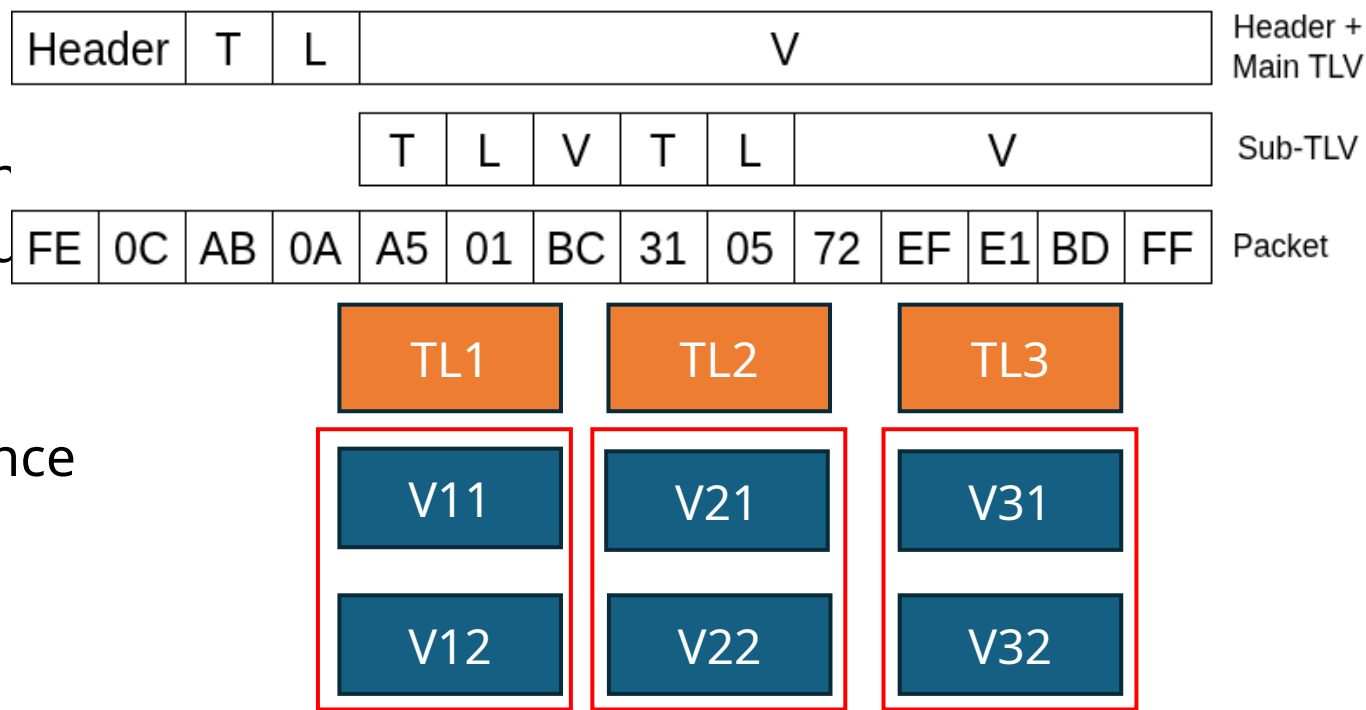 Header T L V Header +
Main TLV
T L V T L V Sub-TLV
FE 0C AB 0A A5 01 BC 31 05 72 EF E1 BD FF Packet
TL1 TL2 TL3
nce
V11 V21 V31
V12 V22 V32